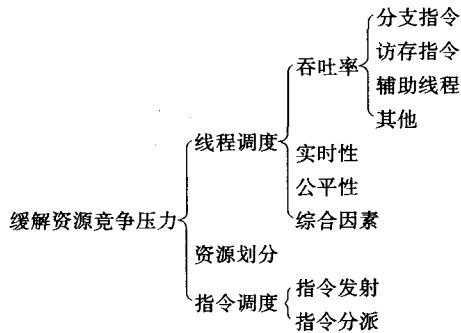 分支指令
访存指令
吞吐率
辅助线程
其他
线程调度
实时性
公平性
缓解资源竞争压力
综合因素
资源划分
指令发射
指令调度
指令分派